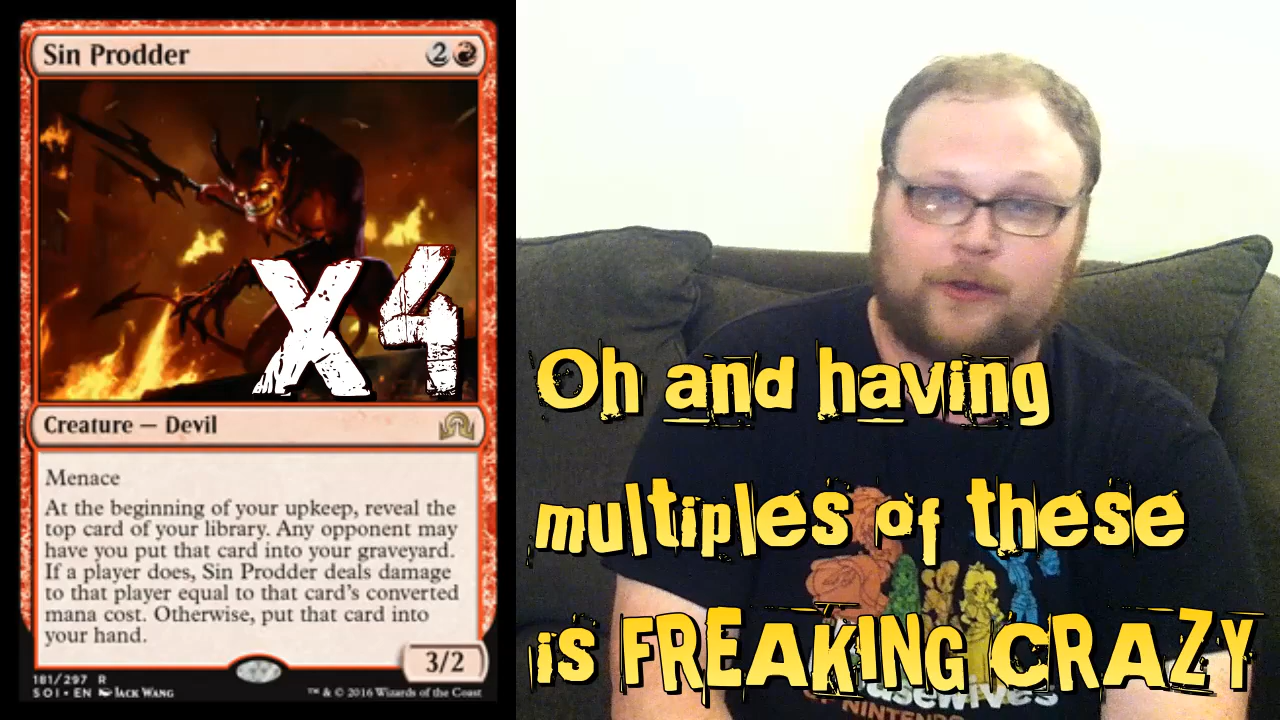 Sin Prodder 2
X4
Creature — Devil
Menace
At the beginning of your upkeep, reveal the
top card of your library. Any opponent may
have you put that card into your graveyard.
If a player does, Sin Prodder deals damage
to that player equal to that card's converted
mana cost. Otherwise, put that card into
your hand.
3/2
181/297 R
SOI • EN Jack Wang
™ & © 2016 Wizards of the Coast
Oh and having
multiples of these
is FREAKING CRAZY
NINTENDO